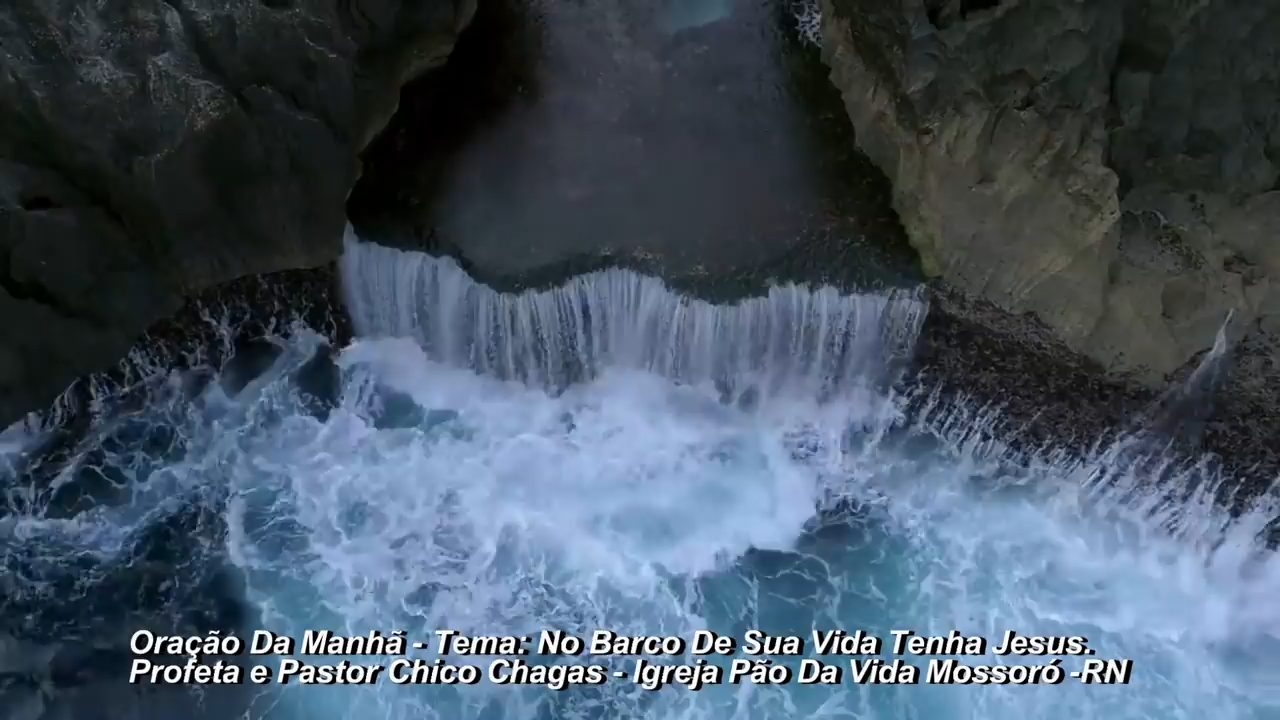 Oração Da Manhã - Tema: No Barco De Sua Vida Tenha Jesus.
Profeta e Pastor Chico Chagas - Igreja Pão Da Vida Mossoró -RN